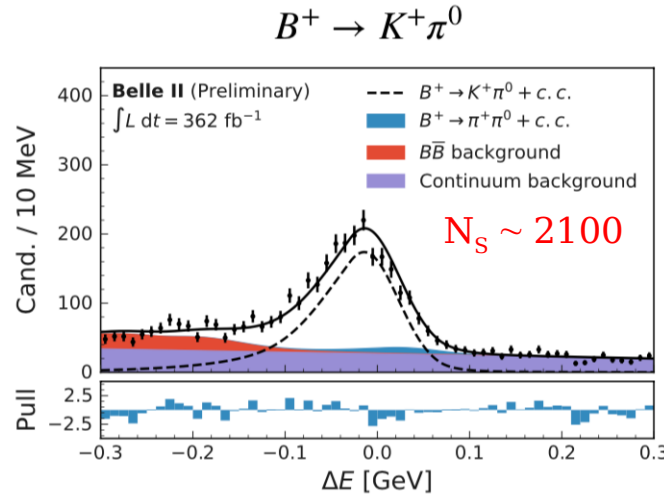 B⁺ → K⁺π⁰
Belle II (Preliminary)
∫L dt = 362 fb⁻¹
B⁺ → K⁺π⁰ + c. c.
B⁺ → π⁺π⁰ + c. c.
BB̅ background
Continuum background
N_S ~ 2100
Cand. / 10 MeV
400
300
200
100
0
Pull
2.5
−2.5
−0.3 −0.2 −0.1 0.0 0.1 0.2 0.3
ΔE [GeV]